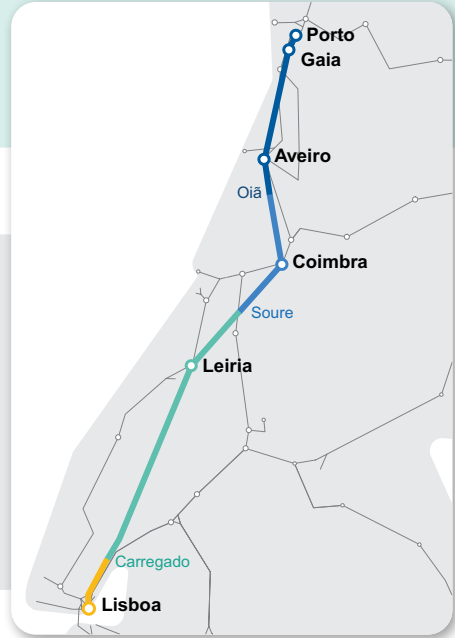 Porto
Gaia
Aveiro
Oiã
Coimbra
Soure
Leiria
Carregado
Lisboa